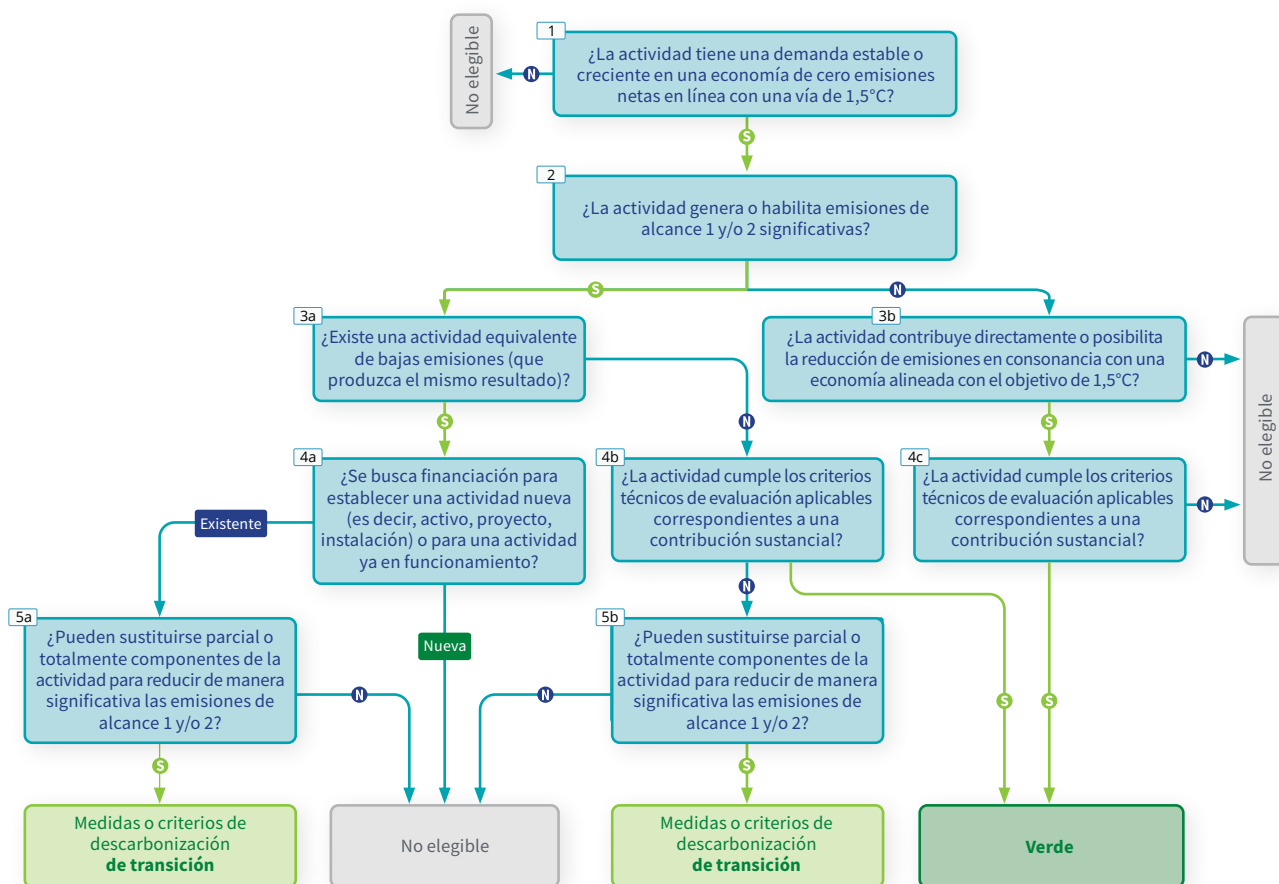 No elegible
1
¿La actividad tiene una demanda estable o
creciente en una economía de cero emisiones
netas en línea con una vía de 1,5°C?
N
S
2
¿La actividad genera o habilita emisiones de
alcance 1 y/o 2 significativas?
S
N
3a
¿Existe una actividad equivalente
de bajas emisiones (que
produzca el mismo resultado)?
3b
¿La actividad contribuye directamente o posibilita
la reducción de emisiones en consonancia con una
economía alineada con el objetivo de 1,5°C?
N
No elegible
S
N
S
4a
¿Se busca financiación para
establecer una actividad nueva
(es decir, activo, proyecto,
instalación) o para una actividad
ya en funcionamiento?
4b
¿La actividad cumple los criterios
técnicos de evaluación aplicables
correspondientes a una
contribución sustancial?
4c
¿La actividad cumple los criterios
técnicos de evaluación aplicables
correspondientes a una
contribución sustancial?
N
Existente
N
5a
¿Pueden sustituirse parcial o
totalmente componentes de la
actividad para reducir de manera
significativa las emisiones de
alcance 1 y/o 2?
Nueva
5b
¿Pueden sustituirse parcial o
totalmente componentes de la
actividad para reducir de manera
significativa las emisiones de
alcance 1 y/o 2?
N
N
S
S
S
S
Medidas o criterios de
descarbonización
de transición
No elegible
Medidas o criterios de
descarbonización
de transición
Verde